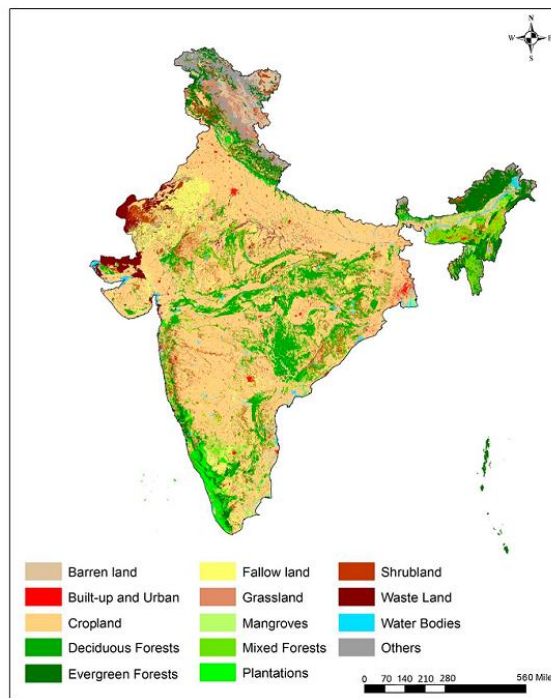 N
W E
S
Barren land
Fallow land
Shrubland
Built-up and Urban
Grassland
Waste Land
Cropland
Mangroves
Water Bodies
Deciduous Forests
Mixed Forests
Others
Evergreen Forests
Plantations
0 70 140 210 280 560 Miles